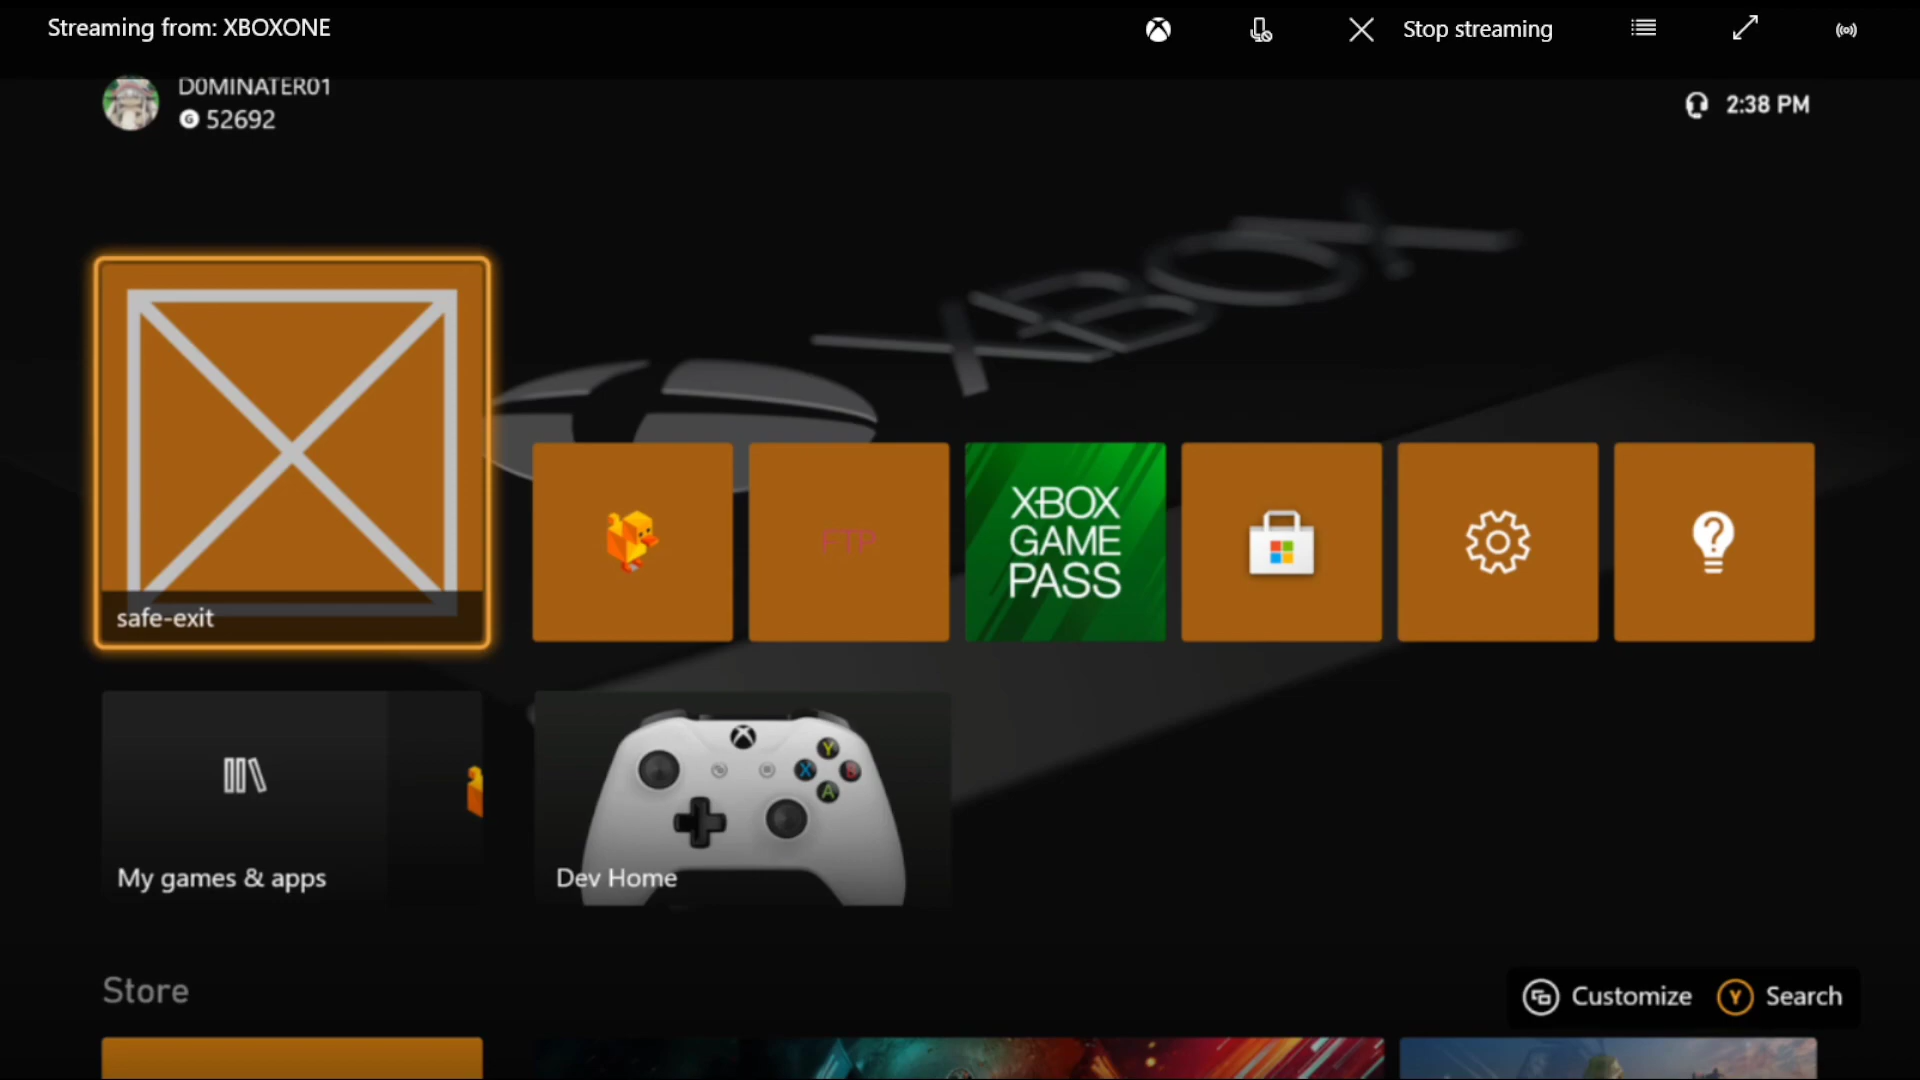 Streaming from: XBOXONE
Stop streaming
D0MINATER01
52692
2:38 PM
XBOX
FTP
XBOX
GAME
PASS
safe-exit
My games & apps
Dev Home
Y
X
B
A
Store
Customize
Y
Search